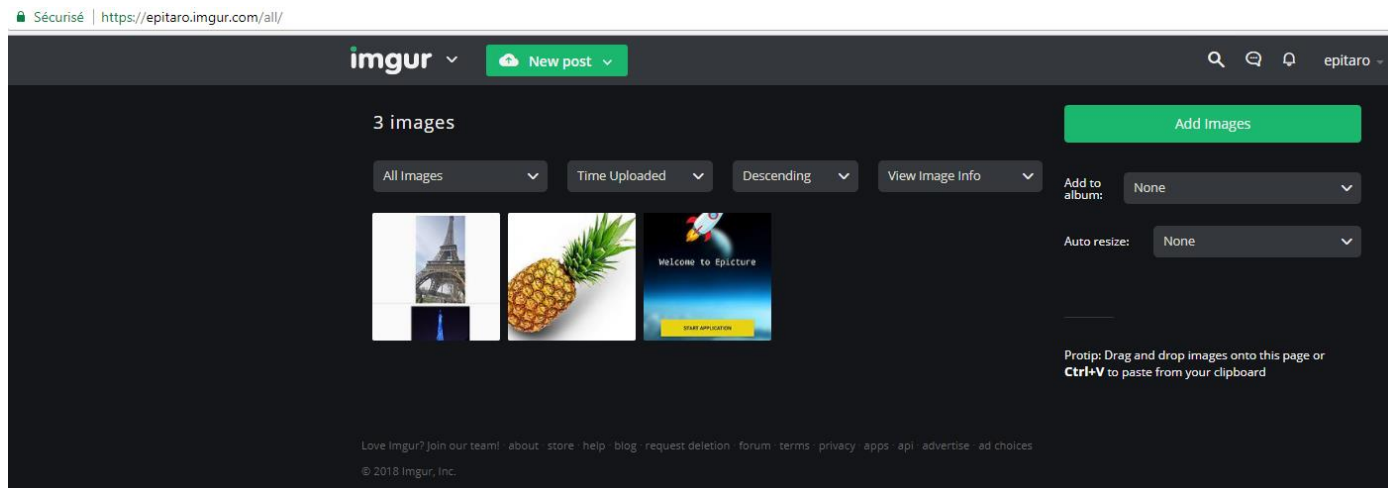 Sécurisé | https://epitaro.imgur.com/all/
imgur New post epitaro
3 images
Add Images
All Images Time Uploaded Descending View Image Info
Add to album: None
Welcome to Epicture
START APPLICATION
Auto resize: None
Protip: Drag and drop images onto this page or
Ctrl+V to paste from your clipboard
Love Imgur? Join our team! · about · store · help · blog · request deletion · forum · terms · privacy · apps · api · advertise · ad choices
© 2018 Imgur, Inc.